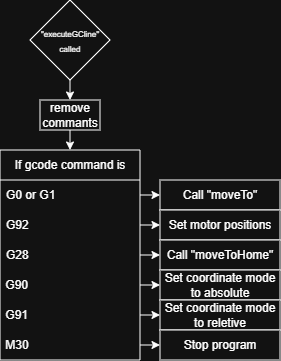 "executeGCline"
called
remove
commants
If gcode command is
G0 or G1
Call "moveTo"
G92
Set motor positions
G28
Call "moveToHome"
G90
Set coordinate mode
to absolute
G91
Set coordinate mode
to reletive
M30
Stop program